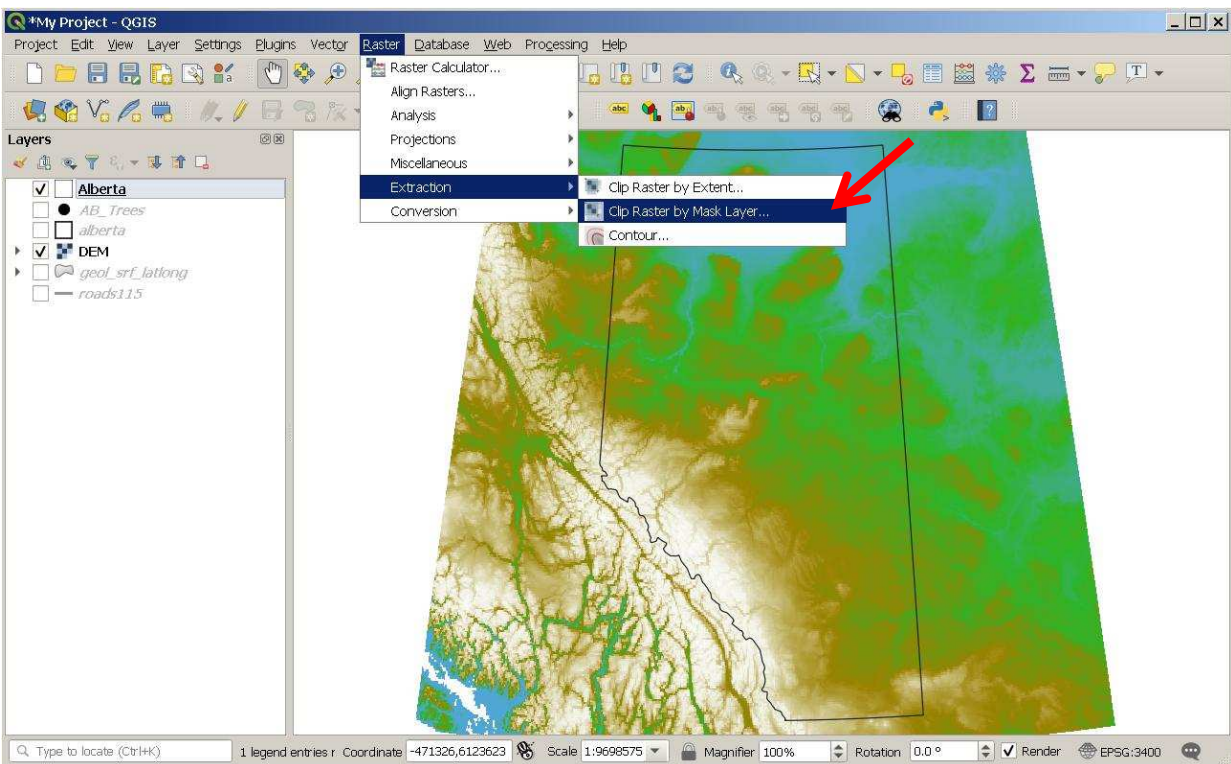 *My Project - QGIS
Project Edit View Layer Settings Plugins Vector Raster Database Web Processing Help
Raster Calculator...
Align Rasters...
Analysis
Projections
Miscellaneous
Extraction
Conversion
Clip Raster by Extent...
Clip Raster by Mask Layer...
Contour...
abc
Layers
Alberta
AB_Trees
alberta
DEM
geol_srf_latlong
roads115
Type to locate (Ctrl+K) 1 legend entries r Coordinate -471326,6123623 Scale 1:9698575 Magnifier 100% Rotation 0.0 ° Render EPSG:3400